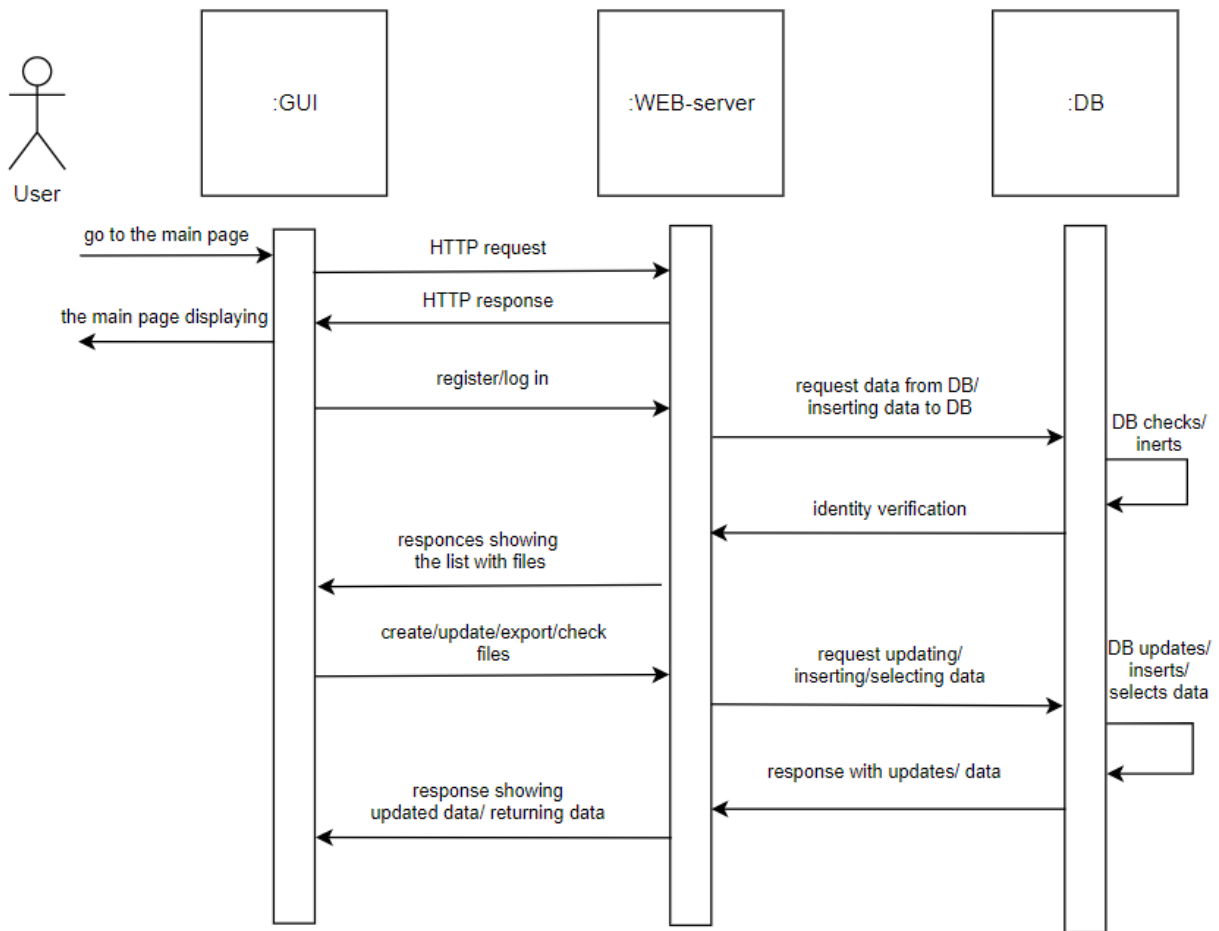 :GUI
:WEB-server
:DB
User
go to the main page
HTTP request
HTTP response
the main page displaying
register/log in
request data from DB/
inserting data to DB
DB checks/
inerts
identity verification
responces showing
the list with files
create/update/export/check
files
request updating/
inserting/selecting data
DB updates/
inserts/
selects data
response with updates/ data
response showing
updated data/ returning data